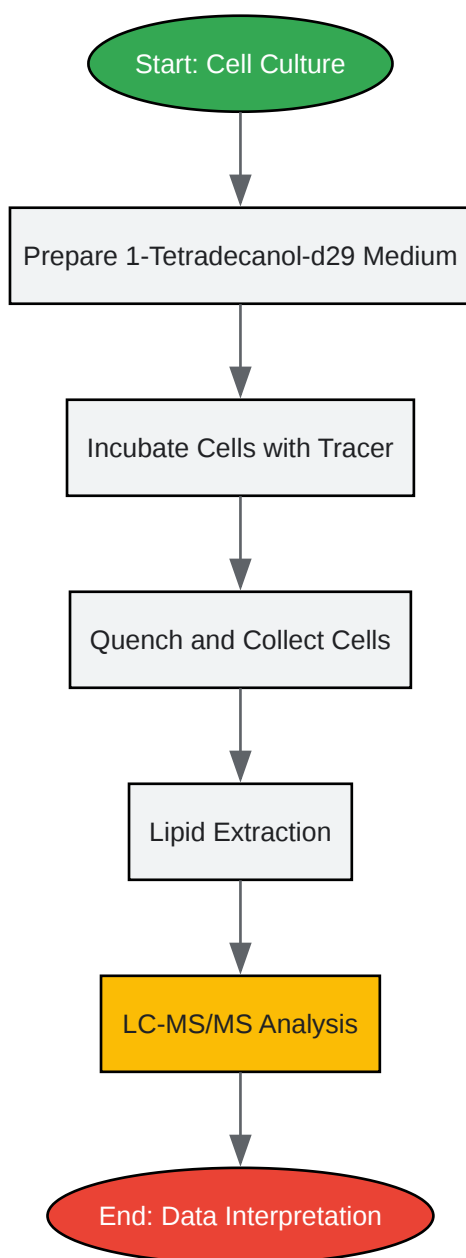 Start: Cell Culture
Prepare 1-Tetradecanol-d29 Medium
Incubate Cells with Tracer
Quench and Collect Cells
Lipid Extraction
LC-MS/MS Analysis
End: Data Interpretation